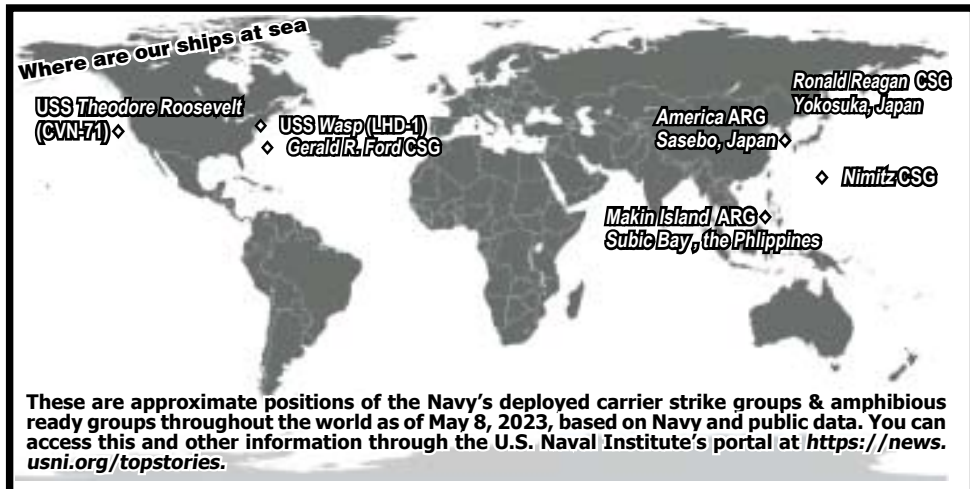 Where are our ships at sea
USS Theodore Roosevelt
(CVN-71)
USS Wasp (LHD-1)
Gerald R. Ford CSG
Ronald Reagan CSG
Yokosuka, Japan
America ARG
Sasebo, Japan
Nimitz CSG
Makin Island ARG
Subic Bay , the Phlippines
These are approximate positions of the Navy’s deployed carrier strike groups & amphibious
ready groups throughout the world as of May 8, 2023, based on Navy and public data. You can
access this and other information through the U.S. Naval Institute’s portal at https://news.
usni.org/topstories.